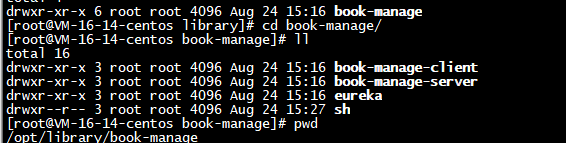 drwxr-xr-x 6 root root 4096 Aug 24 15:16 book-manage
[root@VM-16-14-centos library]# cd book-manage/
[root@VM-16-14-centos book-manage]# ll
total 16
drwxr-xr-x 3 root root 4096 Aug 24 15:16 book-manage-client
drwxr-xr-x 3 root root 4096 Aug 24 15:16 book-manage-server
drwxr-xr-x 3 root root 4096 Aug 24 15:16 eureka
drwxr--r-- 3 root root 4096 Aug 24 15:27 sh
[root@VM-16-14-centos book-manage]# pwd
/opt/library/book-manage